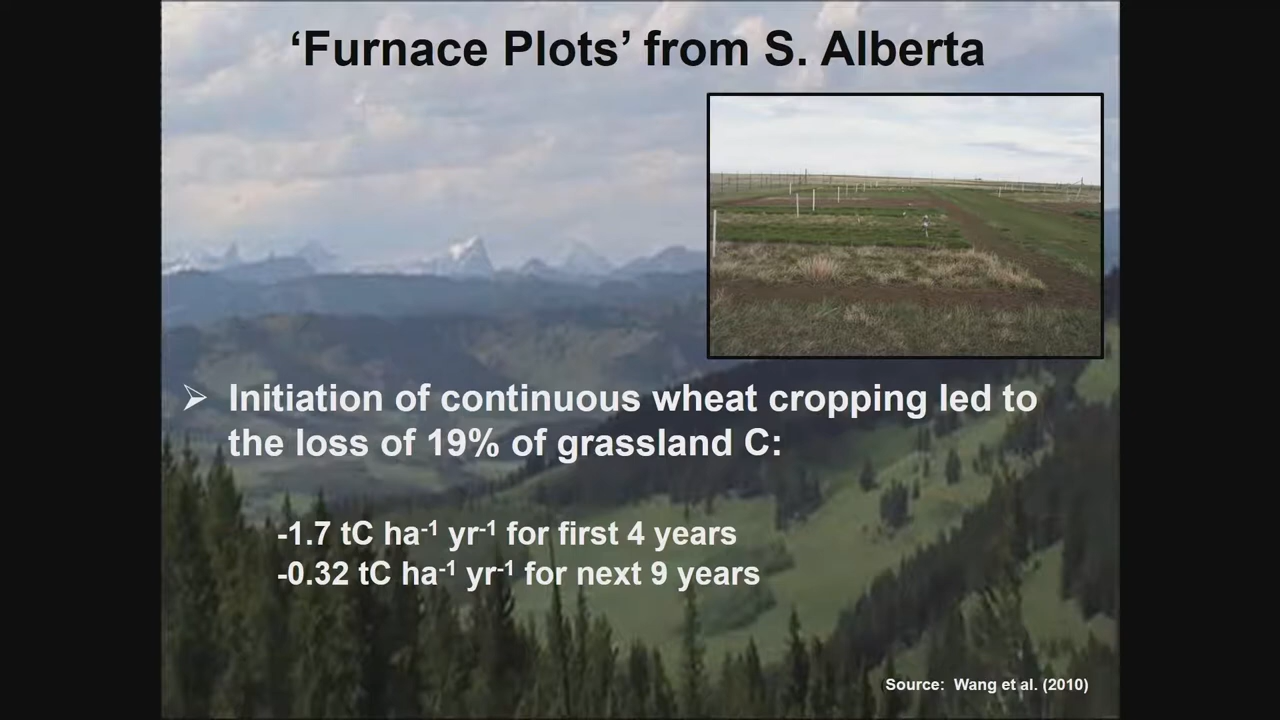 ‘Furnace Plots’ from S. Alberta
➢ Initiation of continuous wheat cropping led to
the loss of 19% of grassland C:
-1.7 tC ha⁻¹ yr⁻¹ for first 4 years
-0.32 tC ha⁻¹ yr⁻¹ for next 9 years
Source: Wang et al. (2010)